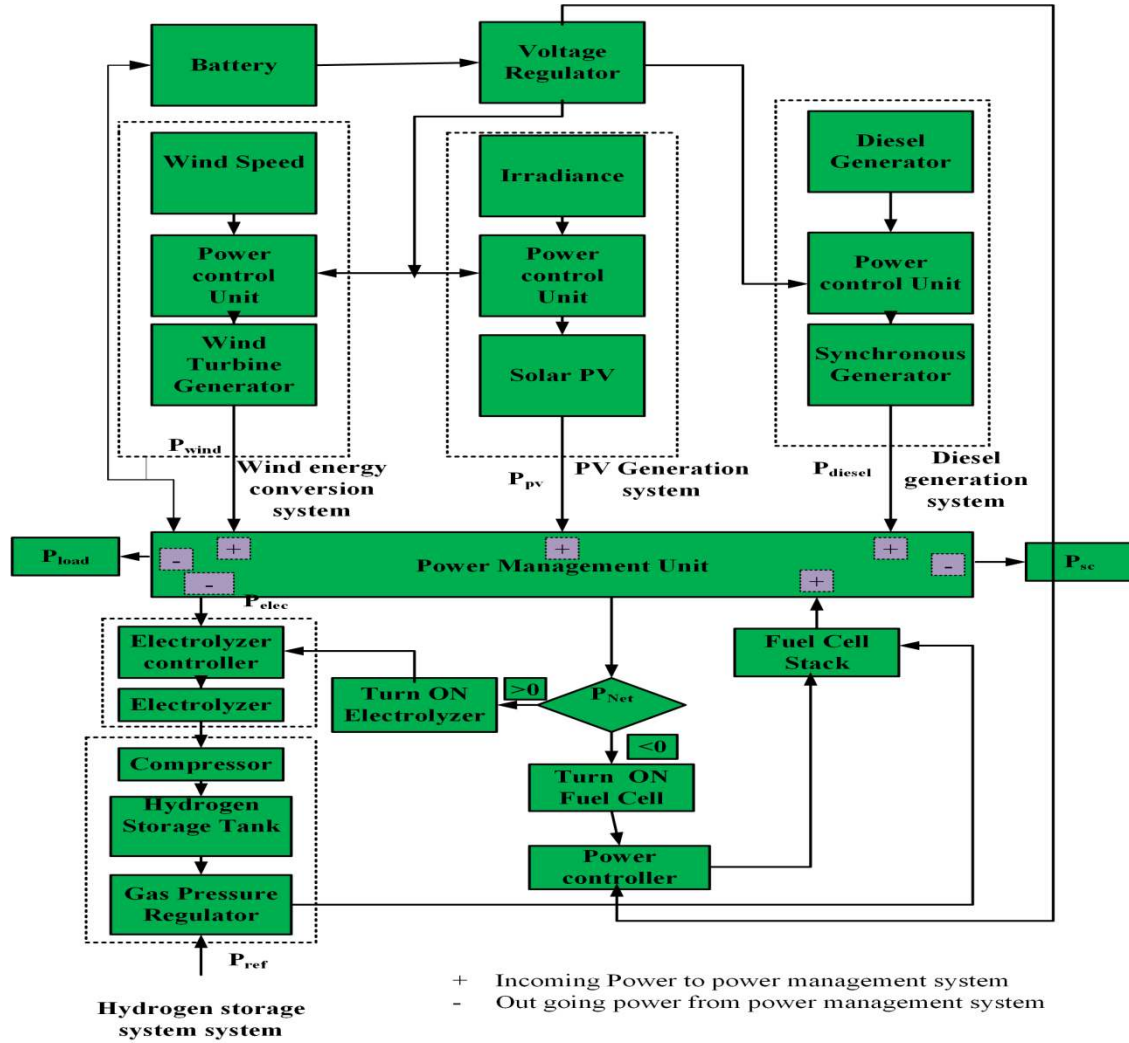 Battery
Voltage
Regulator
Wind Speed
Irradiance
Diesel
Generator
Power
control
Unit
Power
control
Unit
Power
control Unit
Wind
Turbine
Generator
Solar PV
Synchronous
Generator
Pwind
Wind energy
conversion
system
Ppv
PV Generation
system
Pdiesel
Diesel
generation
system
Pload
-
+
+
+
-
Psc
Power Management Unit
-
+
Pelec
Electrolyzer
controller
Fuel Cell
Stack
Turn ON
Electrolyzer
>0
PNet
Electrolyzer
<0
Compressor
Turn ON
Fuel Cell
Hydrogen
Storage Tank
Power
controller
Gas Pressure
Regulator
Pref
+ Incoming Power to power management system
- Out going power from power management system
Hydrogen storage
system system